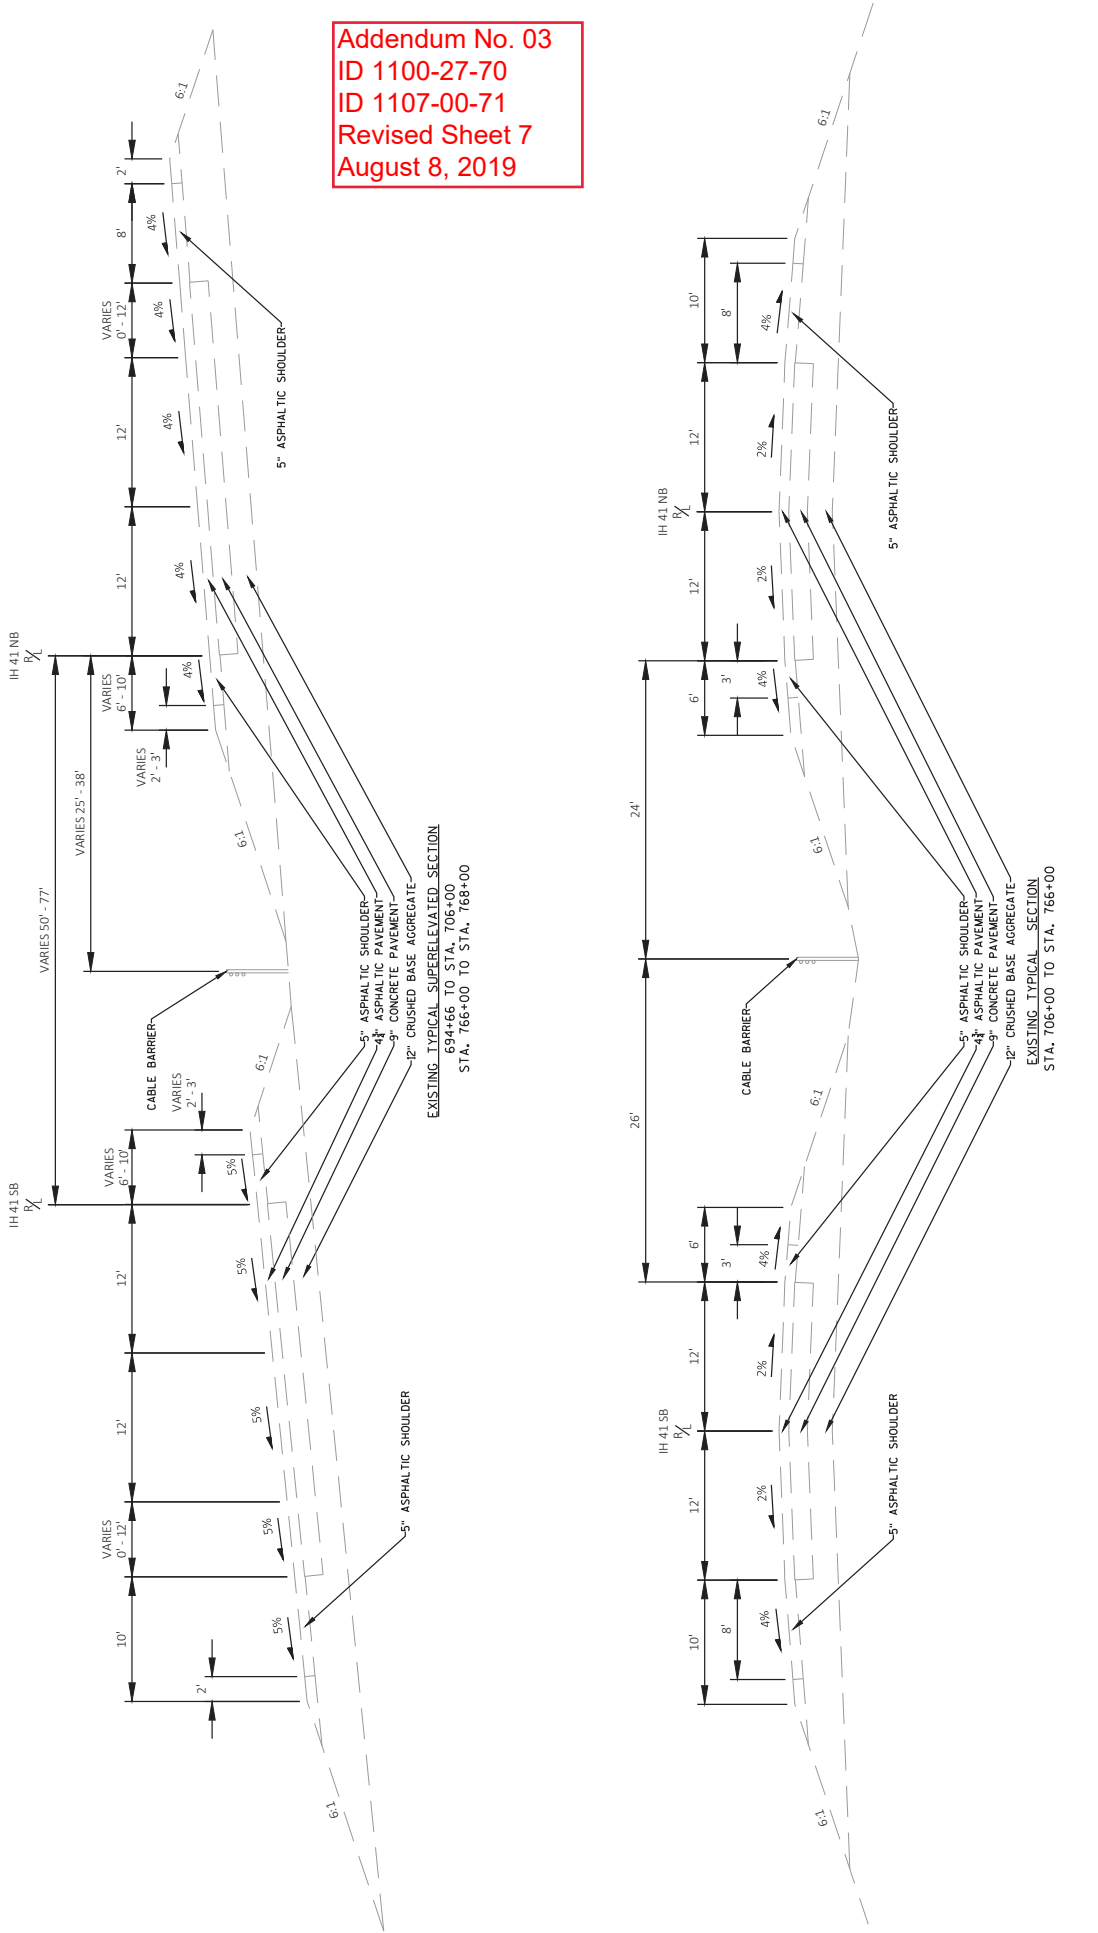 Addendum No. 03
ID 1100-27-70
ID 1107-00-71
Revised Sheet 7
August 8, 2019
IH 41 SB
R/L
IH 41 NB
R/L
VARIES 50' - 77'
VARIES 25' - 38'
10'
VARIES
0' - 12'
12'
12'
VARIES
6' - 10'
VARIES
2' - 3'
CABLE BARRIER
VARIES
2' - 3'
VARIES
6' - 10'
12'
12'
VARIES
0' - 12'
8'
2'
2'
6:1
5%
5%
5%
5%
5%
6:1
6:1
4%
4%
4%
4%
4%
6:1
5" ASPHALTIC SHOULDER
5" ASPHALTIC SHOULDER
5" ASPHALTIC SHOULDER
4¾" ASPHALTIC PAVEMENT
9" CONCRETE PAVEMENT
12" CRUSHED BASE AGGREGATE
EXISTING TYPICAL SUPERELEVATED SECTION
694+66 TO STA. 706+00
STA. 766+00 TO STA. 768+00
26'
24'
IH 41 SB
R/L
IH 41 NB
R/L
10'
12'
12'
6'
6'
12'
12'
10'
8'
3'
CABLE BARRIER
3'
8'
6:1
4%
2%
2%
4%
6:1
6:1
4%
2%
2%
4%
6:1
5" ASPHALTIC SHOULDER
5" ASPHALTIC SHOULDER
5" ASPHALTIC SHOULDER
4¾" ASPHALTIC PAVEMENT
9" CONCRETE PAVEMENT
12" CRUSHED BASE AGGREGATE
EXISTING TYPICAL SECTION
STA. 706+00 TO STA. 766+00